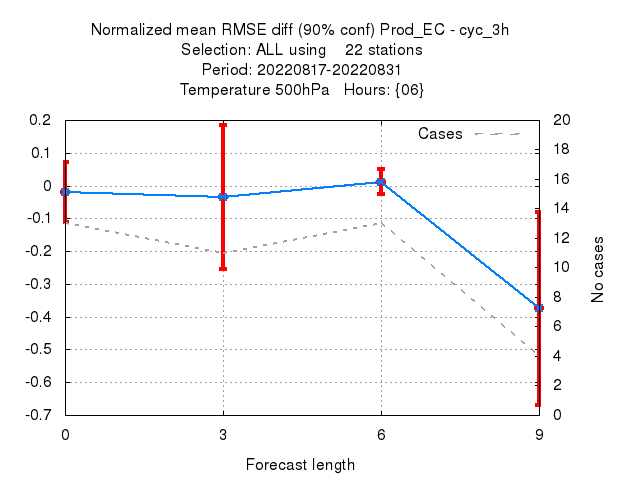 Normalized mean RMSE diff (90% conf) Prod_EC - cyc_3h
Selection: ALL using    22 stations
Period: 20220817-20220831
Temperature 500hPa   Hours: {06}
Cases
0.2
0.1
0
-0.1
-0.2
-0.3
-0.4
-0.5
-0.6
-0.7
20
18
16
14
12
10
8
6
4
2
0
No cases
0 3 6 9
Forecast length